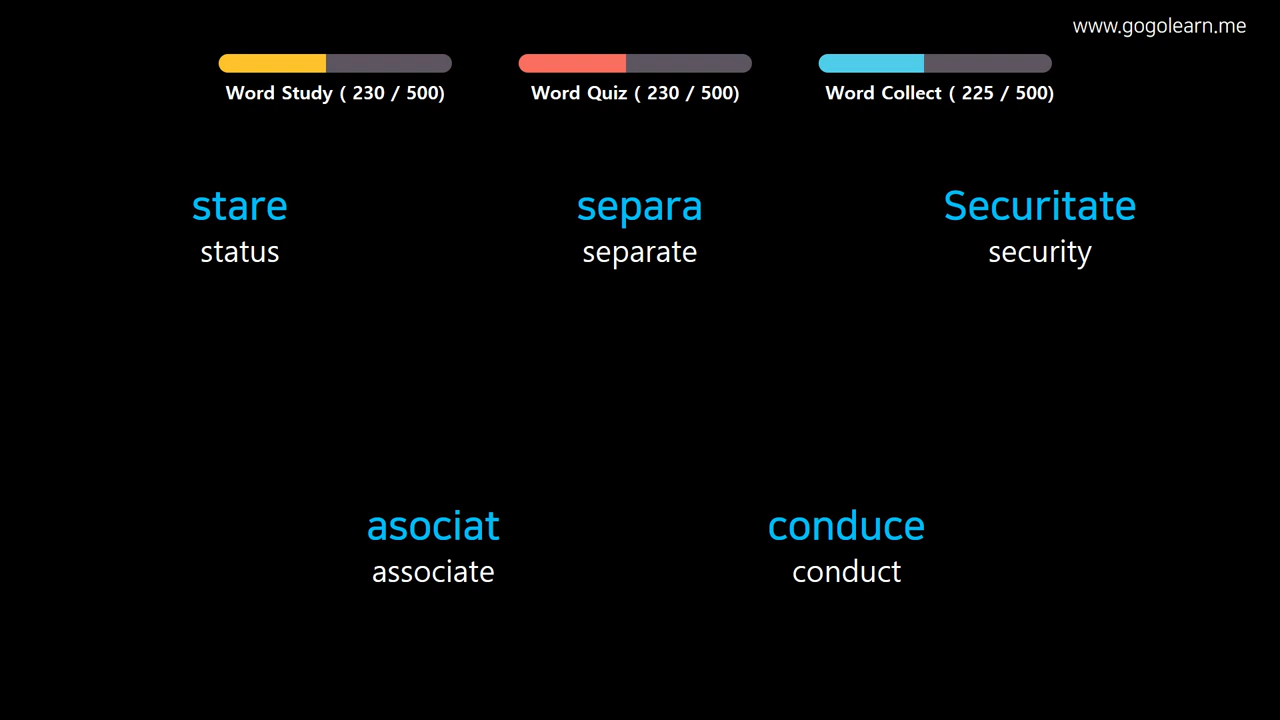 www.gogolearn.me
Word Study ( 230 / 500)
Word Quiz ( 230 / 500)
Word Collect ( 225 / 500)
stare
status
separa
separate
Securitate
security
asociat
associate
conduce
conduct